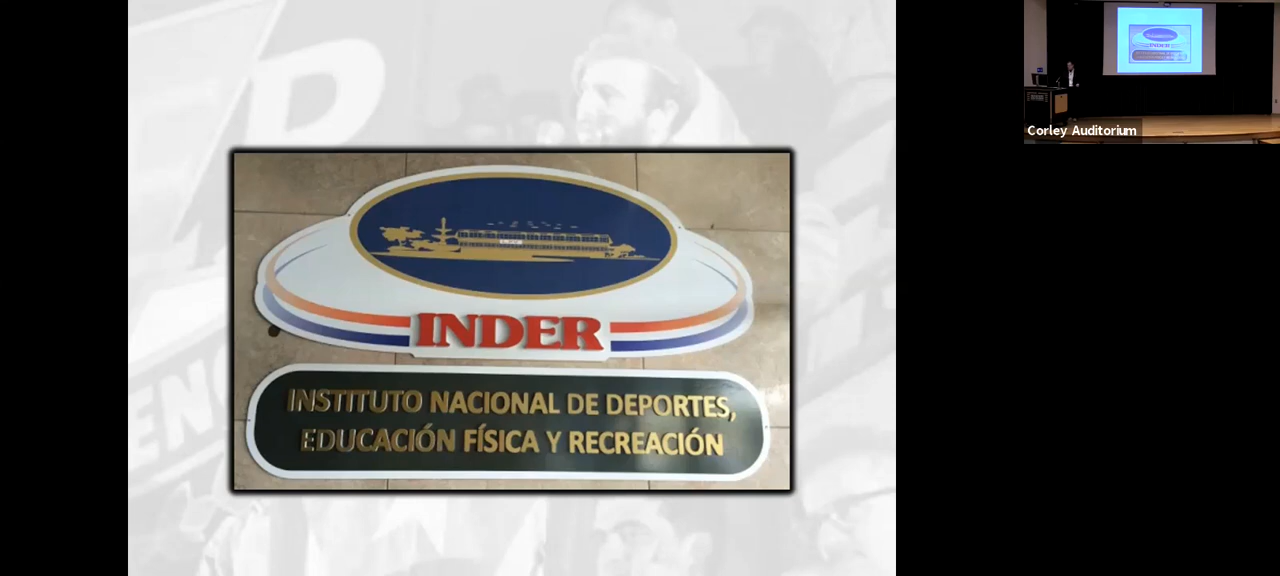 INDER
INSTITUTO NACIONAL DE DEPORTES,
EDUCACIÓN FÍSICA Y RECREACIÓN
Corley Auditorium